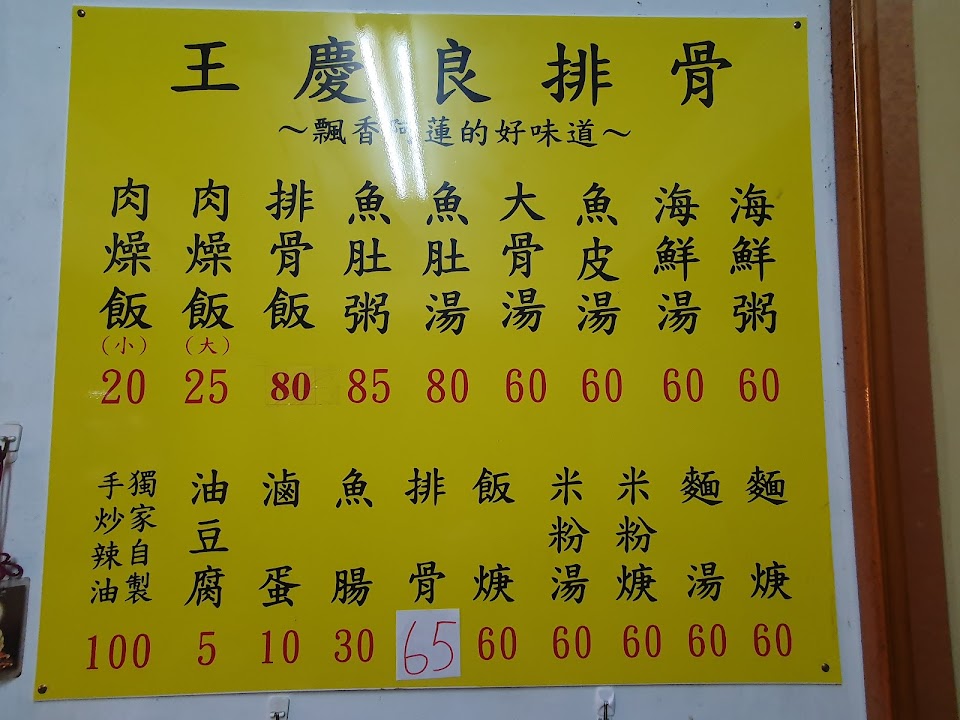 王慶良排骨
～飄香阿蓮的好味道～
海鮮粥
60
海鮮湯
60
魚皮湯
60
大骨湯
60
魚肚湯
80
魚肚粥
85
排骨飯
80
肉燥飯
(大)
25
肉燥飯
(小)
20
麵焿
60
麵湯
60
米粉焿
60
米粉湯
60
飯焿
60
排骨
65
魚腸
30
滷蛋
10
油豆腐
5
獨家自製
手炒辣油
100